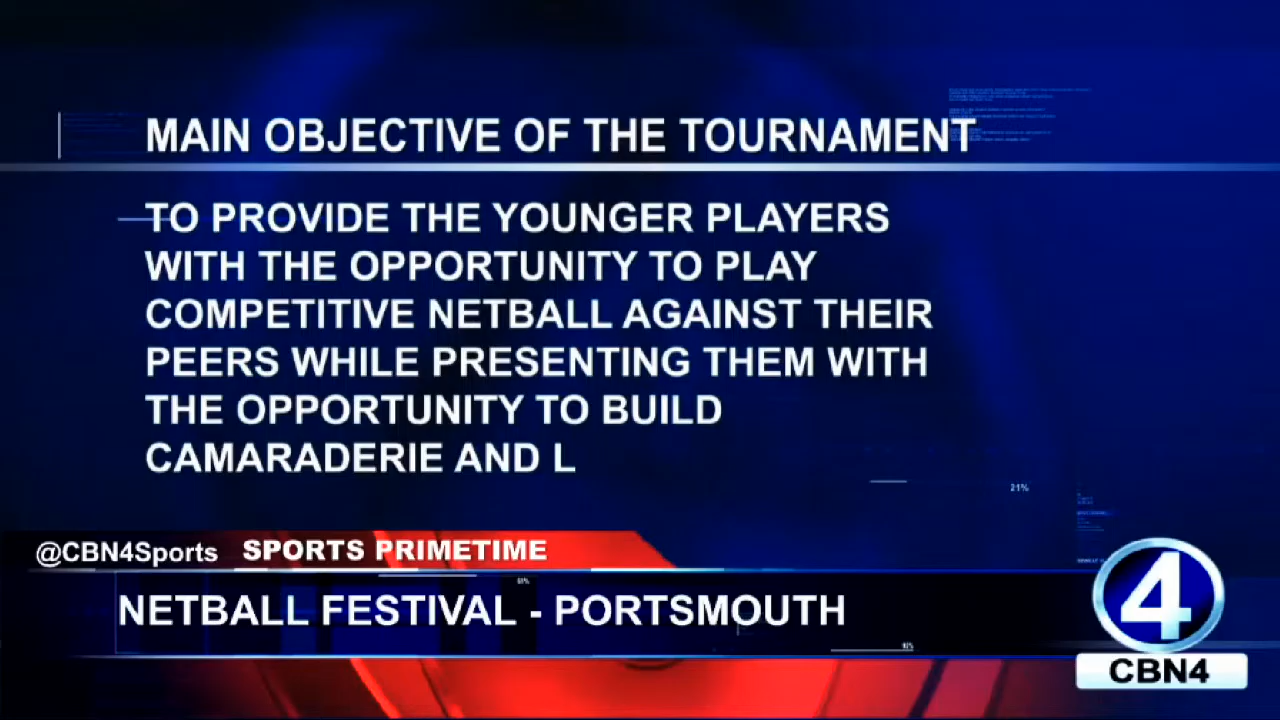 MAIN OBJECTIVE OF THE TOURNAMENT
TO PROVIDE THE YOUNGER PLAYERS
WITH THE OPPORTUNITY TO PLAY
COMPETITIVE NETBALL AGAINST THEIR
PEERS WHILE PRESENTING THEM WITH
THE OPPORTUNITY TO BUILD
CAMARADERIE AND L
21%
@CBN4Sports SPORTS PRIMETIME
NETBALL FESTIVAL - PORTSMOUTH
4
CBN4